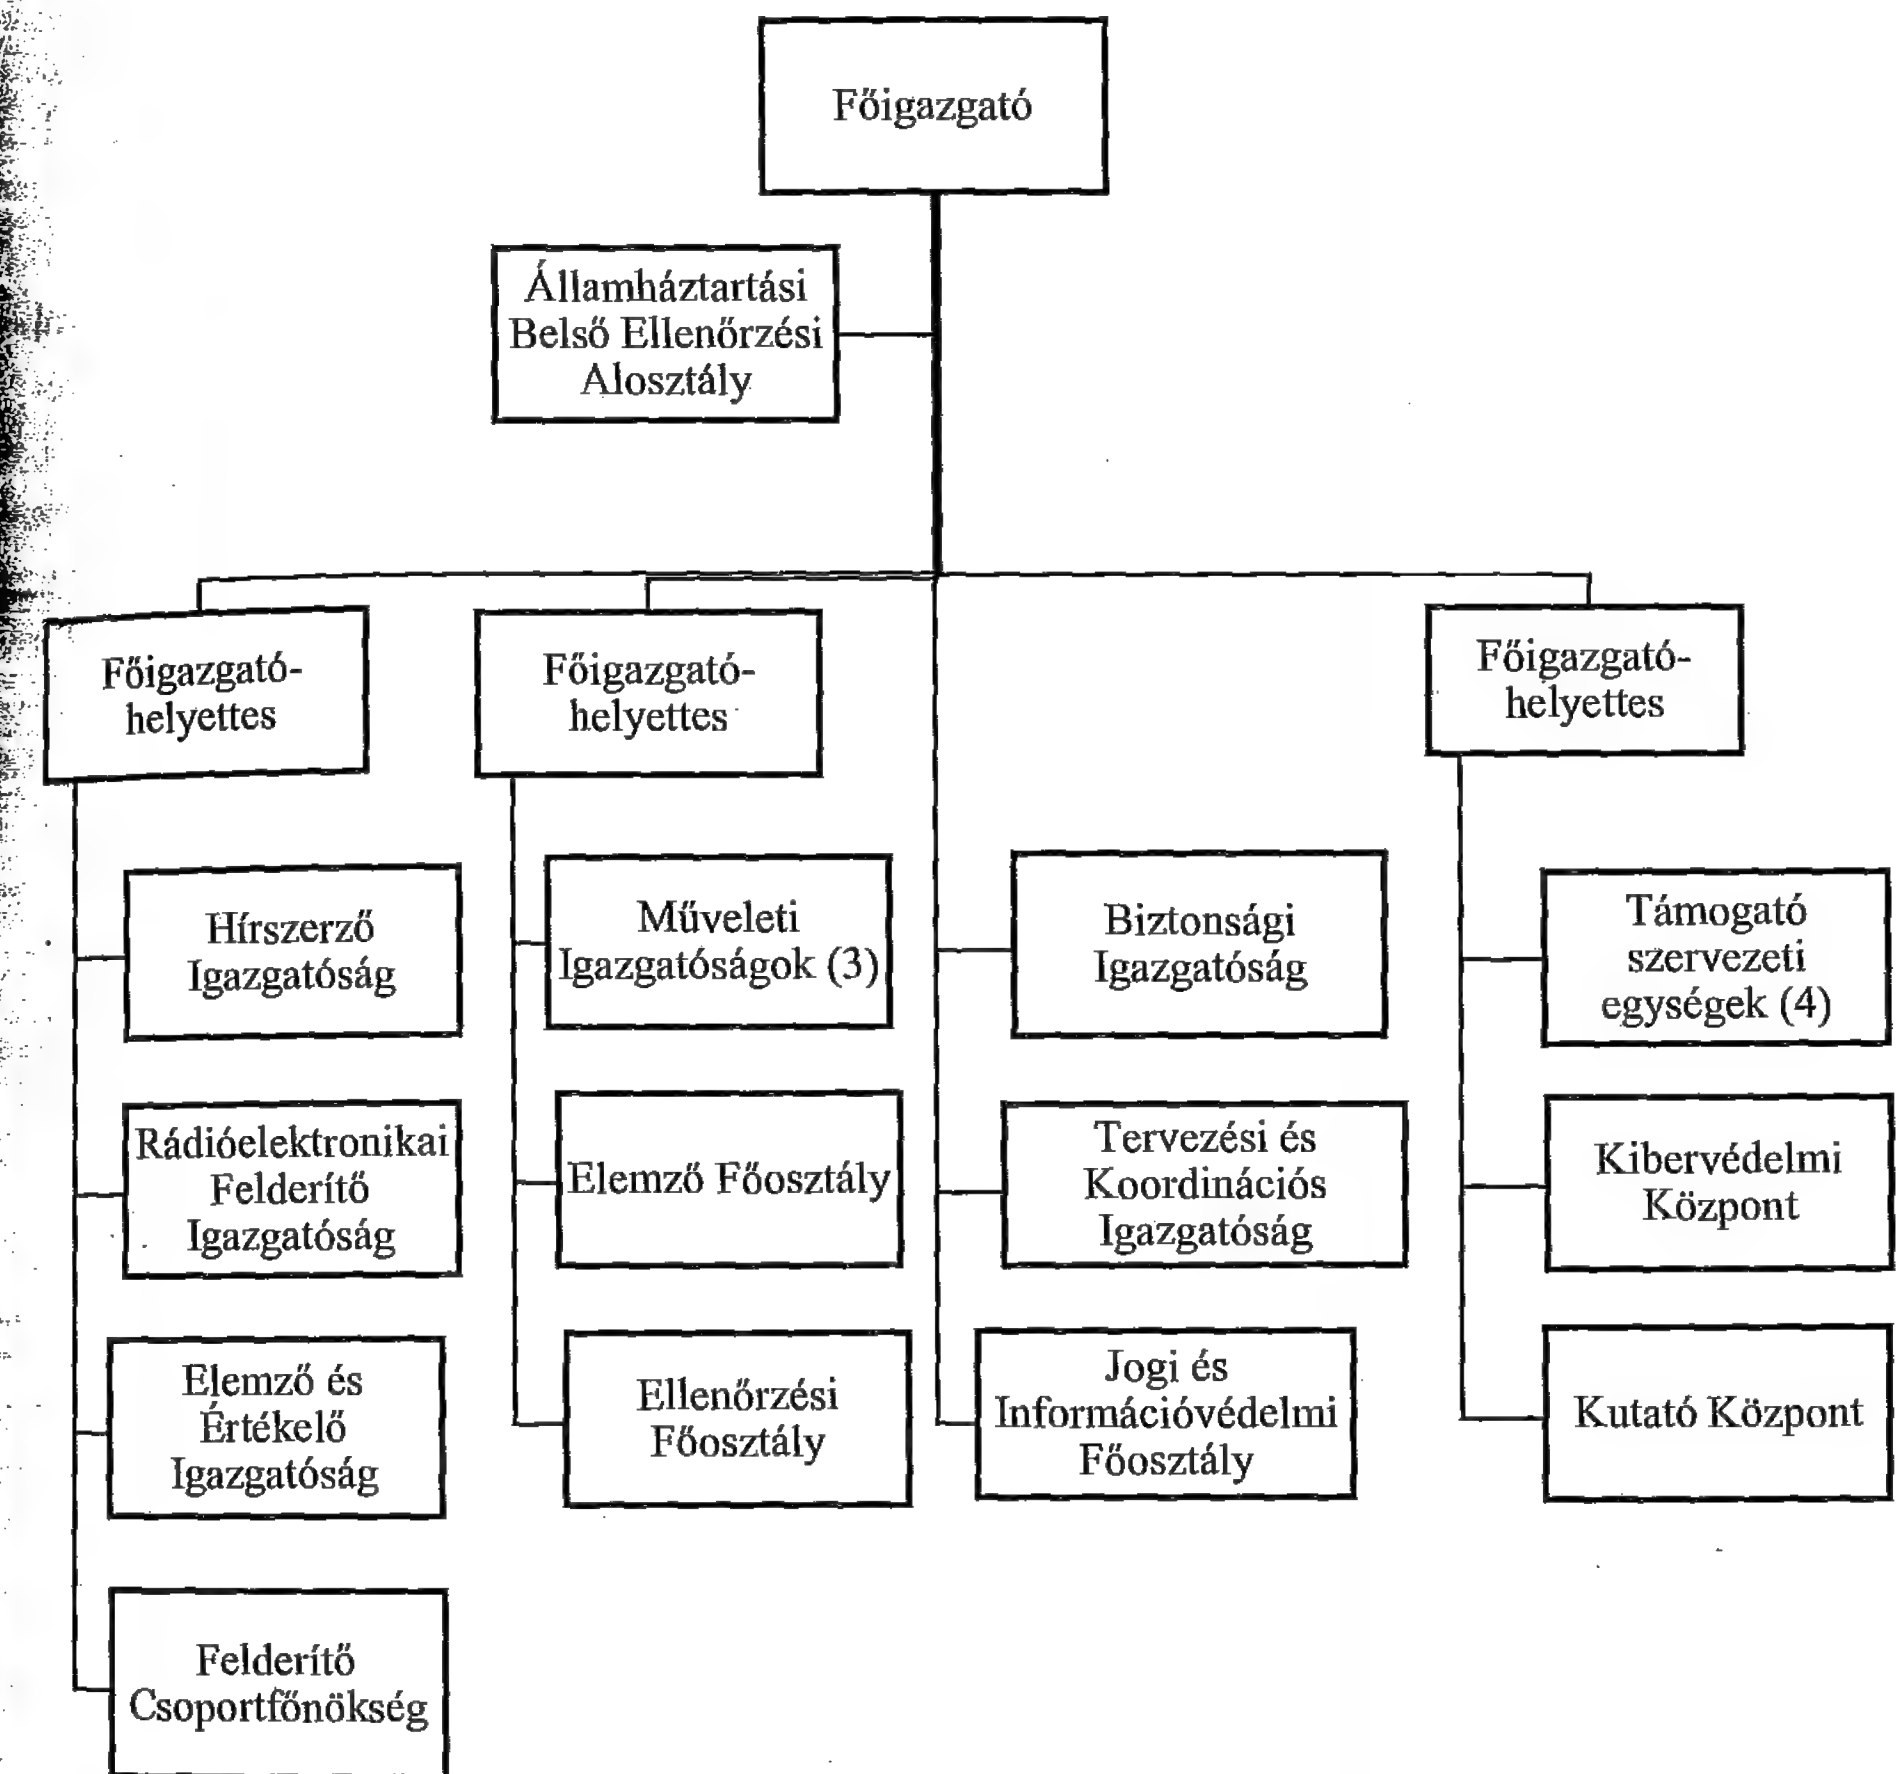 Főigazgató
Államháztartási
Belső Ellenőrzési
Alosztály
Főigazgató-
helyettes
Főigazgató-
helyettes
Főigazgató-
helyettes
Hírszerző
Igazgatóság
Rádióelektronikai
Felderítő
Igazgatóság
Elemző és
Értékelő
Igazgatóság
Felderítő
Csoportfőnökség
Műveleti
Igazgatóságok (3)
Elemző Főosztály
Ellenőrzési
Főosztály
Biztonsági
Igazgatóság
Tervezési és
Koordinációs
Igazgatóság
Jogi és
Információvédelmi
Főosztály
Támogató
szervezeti
egységek (4)
Kibervédelmi
Központ
Kutató Központ